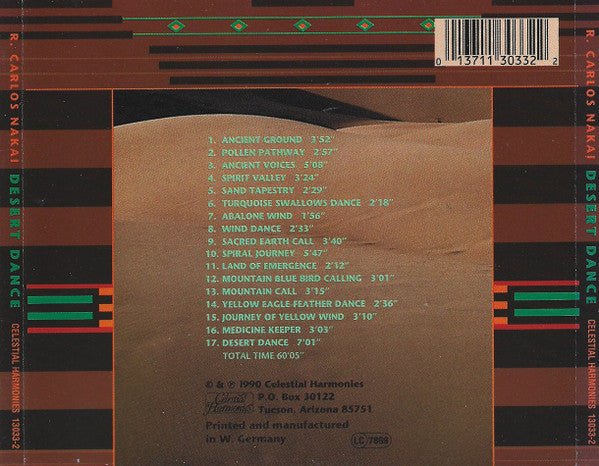 R. CARLOS NAKAI DESERT DANCE CELESTIAL HARMONIES 13033-2
0 13711 30332 2
1. ANCIENT GROUND 3'52"
2. POLLEN PATHWAY 2'57"
3. ANCIENT VOICES 5'08"
4. SPIRIT VALLEY 3'24"
5. SAND TAPESTRY 2'29"
6. TURQUOISE SWALLOWS DANCE 2'18"
7. ABALONE WIND 1'56"
8. WIND DANCE 2'33"
9. SACRED EARTH CALL 3'40"
10. SPIRAL JOURNEY 5'47"
11. LAND OF EMERGENCE 2'12"
12. MOUNTAIN BLUE BIRD CALLING 3'01"
13. MOUNTAIN CALL 3'15"
14. YELLOW EAGLE-FEATHER DANCE 2'36"
15. JOURNEY OF YELLOW WIND 3'10"
16. MEDICINE KEEPER 3'03"
17. DESERT DANCE 7'01"
TOTAL TIME 60'05"
© & ℗ 1990 Celestial Harmonies
Celestial Harmonies
P.O. Box 30122
Tucson, Arizona 85751
Printed and manufactured
in W. Germany
LC 7869
R. CARLOS NAKAI DESERT DANCE CELESTIAL HARMONIES 13033-2